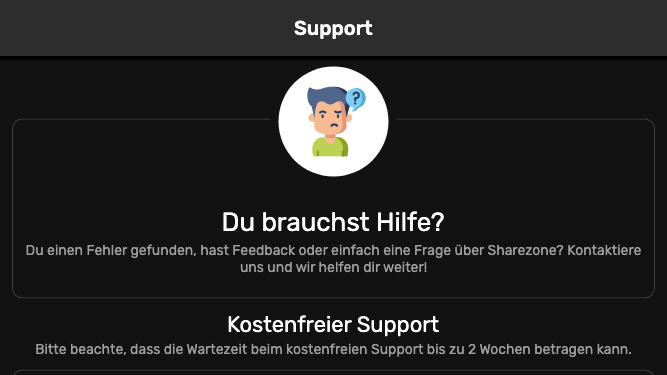 Support
?
Du brauchst Hilfe?
Du einen Fehler gefunden, hast Feedback oder einfach eine Frage über Sharezone? Kontaktiere
uns und wir helfen dir weiter!
Kostenfreier Support
Bitte beachte, dass die Wartezeit beim kostenfreien Support bis zu 2 Wochen betragen kann.